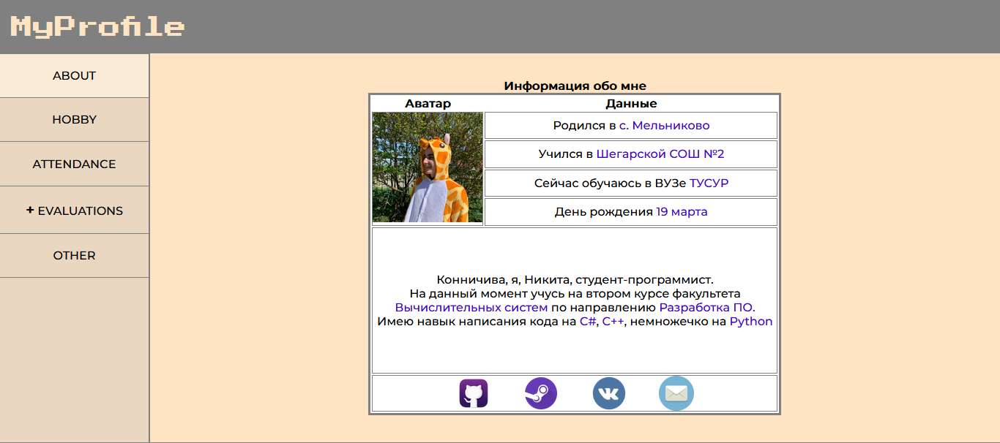 MyProfile
ABOUT
HOBBY
ATTENDANCE
+ EVALUATIONS
OTHER
Информация обо мне
Аватар
Данные
Родился в с. Мельниково
Учился в Шегарской СОШ №2
Сейчас обучаюсь в ВУЗе ТУСУР
День рождения 19 марта
Конничива, я, Никита, студент-программист.
На данный момент учусь на втором курсе факультета
Вычислительных систем по направлению Разработка ПО.
Имею навык написания кода на C#, C++, немножечко на Python